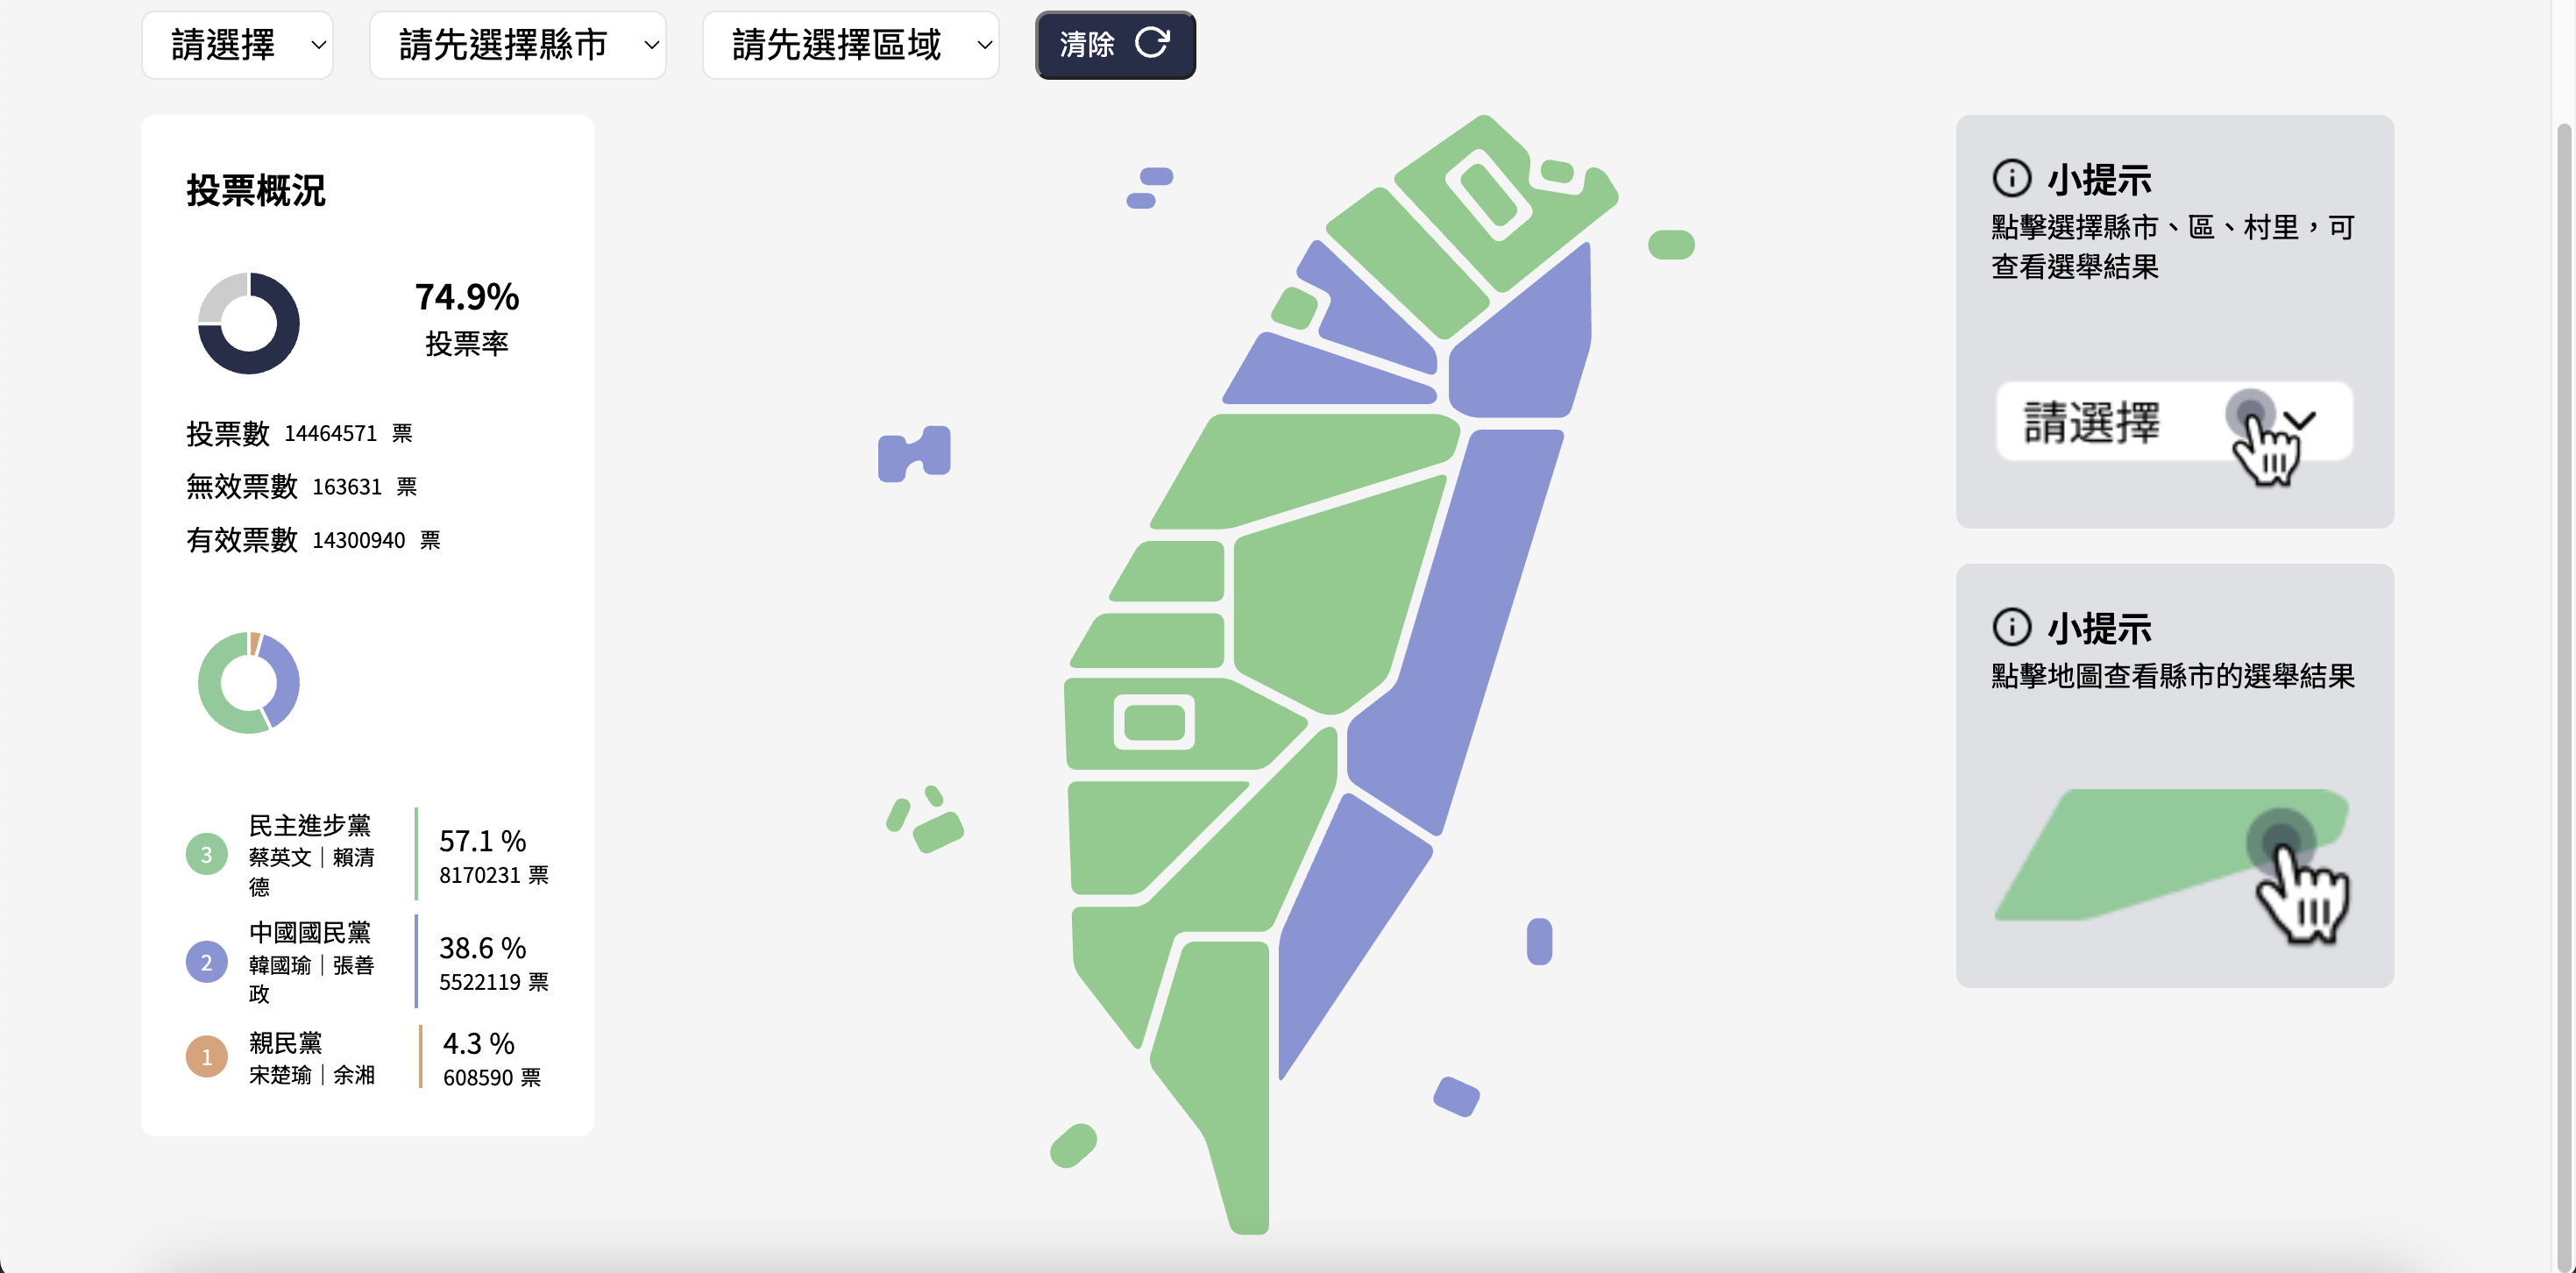 請選擇
請先選擇縣市
請先選擇區域
清除
投票概況
74.9%
投票率
投票數 14464571 票
無效票數 163631 票
有效票數 14300940 票
3
民主進步黨
蔡英文｜賴清
德
57.1 %
8170231 票
2
中國國民黨
韓國瑜｜張善
政
38.6 %
5522119 票
1
親民黨
宋楚瑜｜余湘
4.3 %
608590 票
小提示
點擊選擇縣市、區、村里，可
查看選舉結果
請選擇
小提示
點擊地圖查看縣市的選舉結果